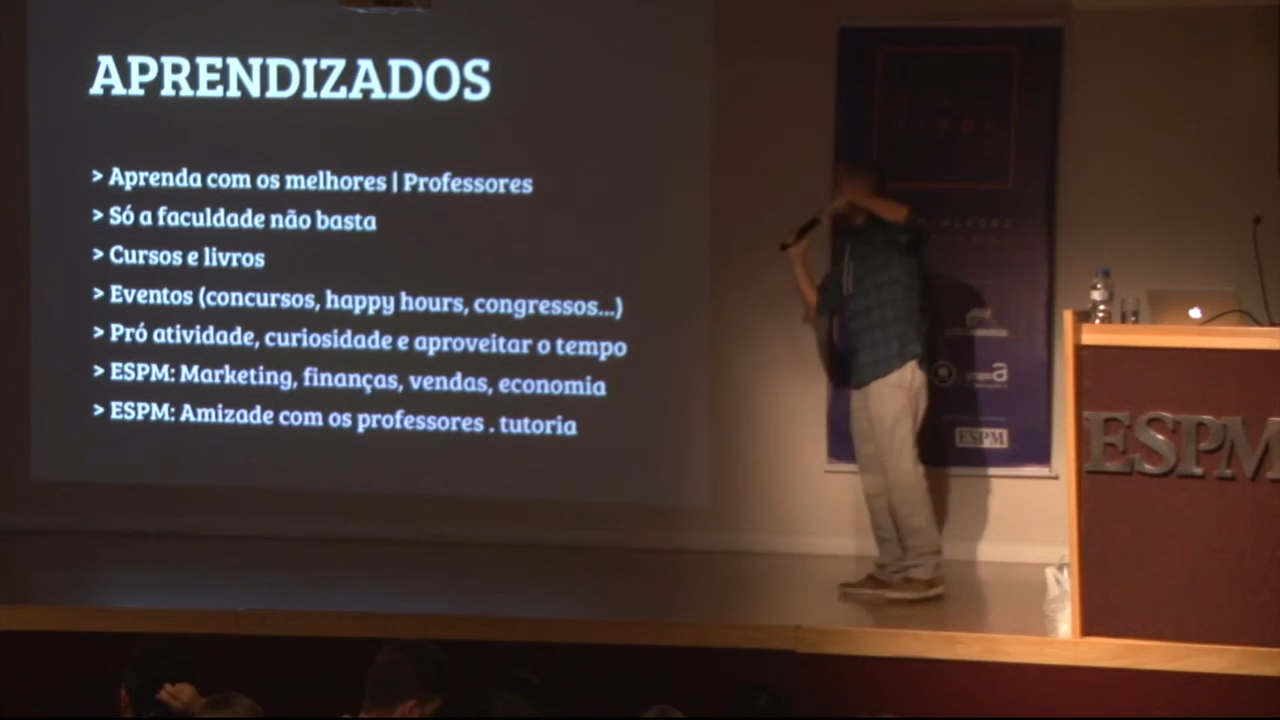 APRENDIZADOS
> Aprenda com os melhores | Professores
> Só a faculdade não basta
> Cursos e livros
> Eventos (concursos, happy hours, congressos...)
> Pró atividade, curiosidade e aproveitar o tempo
> ESPM: Marketing, finanças, vendas, economia
> ESPM: Amizade com os professores . tutoria
ESPM
ESPM